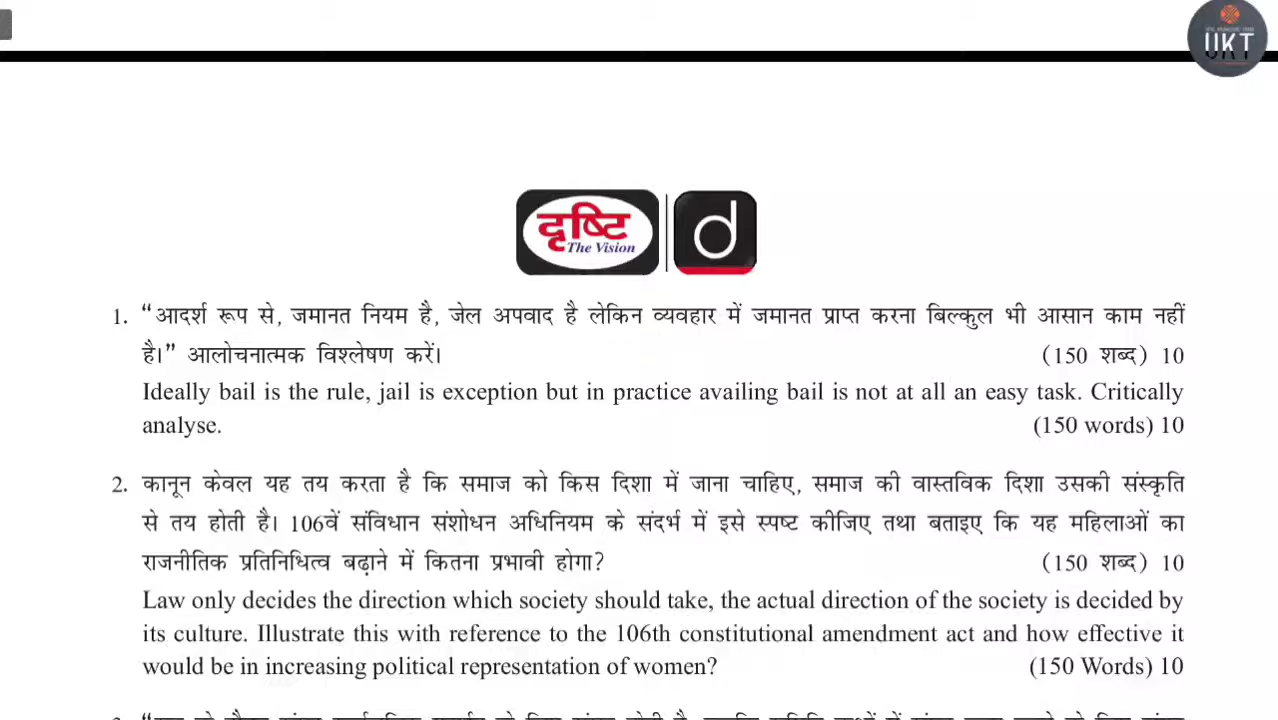 UKT
दृष्टि
The Vision
d
1. “आदर्श रूप से, जमानत नियम है, जेल अपवाद है लेकिन व्यवहार में जमानत प्राप्त करना बिल्कुल भी आसान काम नहीं
है।” आलोचनात्मक विश्लेषण करें। (150 शब्द) 10
Ideally bail is the rule, jail is exception but in practice availing bail is not at all an easy task. Critically
analyse. (150 words) 10
2. कानून केवल यह तय करता है कि समाज को किस दिशा में जाना चाहिए, समाज की वास्तविक दिशा उसकी संस्कृति
से तय होती है। 106वें संविधान संशोधन अधिनियम के संदर्भ में इसे स्पष्ट कीजिए तथा बताइए कि यह महिलाओं का
राजनीतिक प्रतिनिधित्व बढ़ाने में कितना प्रभावी होगा? (150 शब्द) 10
Law only decides the direction which society should take, the actual direction of the society is decided by
its culture. Illustrate this with reference to the 106th constitutional amendment act and how effective it
would be in increasing political representation of women? (150 Words) 10